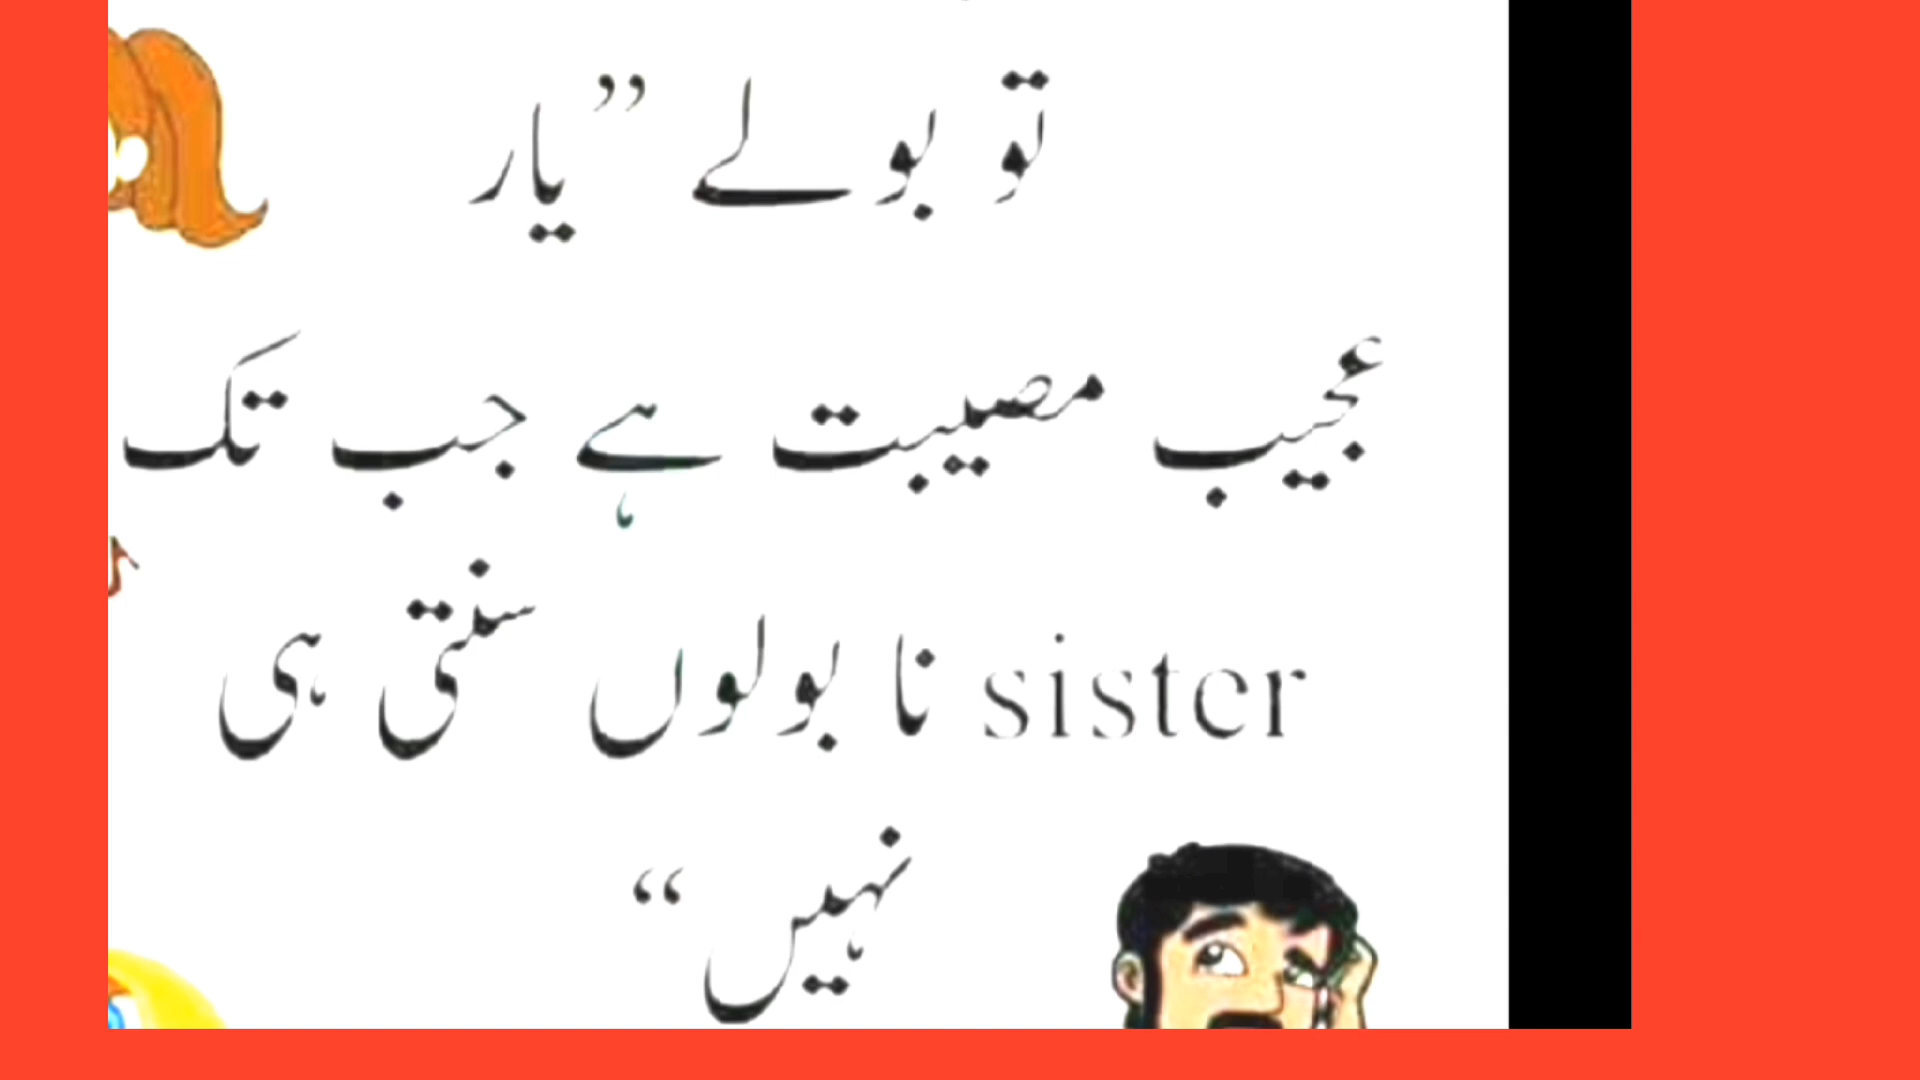 تو بولے ”یار
عجیب مصیبت ہے جب تک
sister نا بولوں سنتی ہی
نہیں “